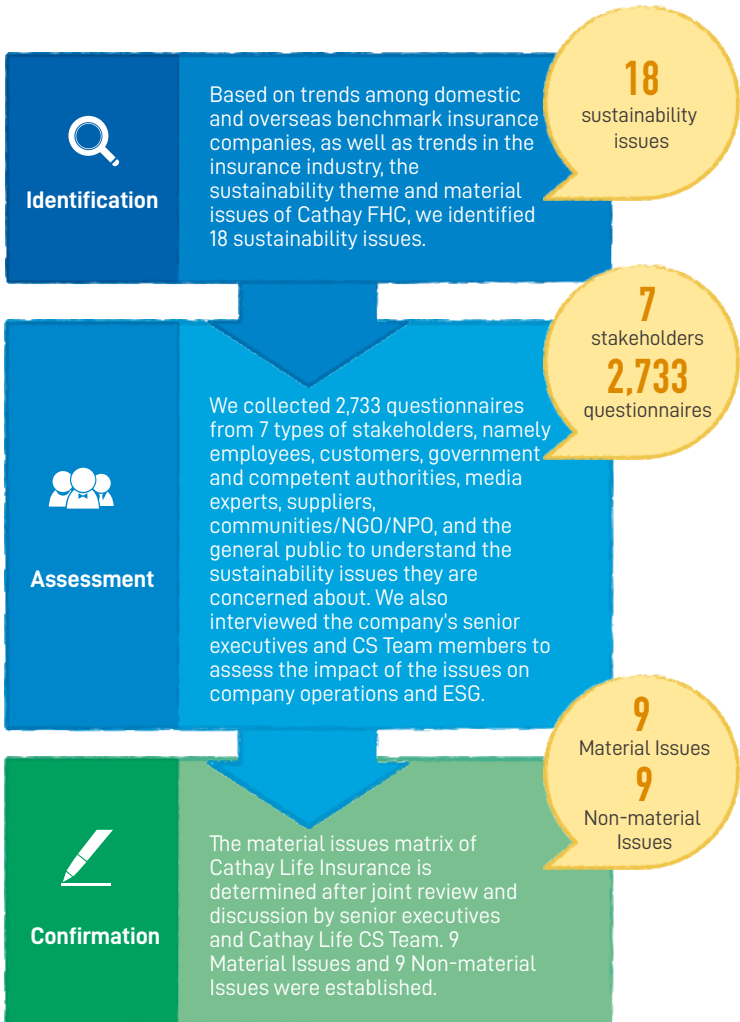 Identification
Based on trends among domestic
and overseas benchmark insurance
companies, as well as trends in the
insurance industry, the
sustainability theme and material
issues of Cathay FHC, we identified
18 sustainability issues.
18
sustainability
issues
Assessment
We collected 2,733 questionnaires
from 7 types of stakeholders, namely
employees, customers, government
and competent authorities, media
experts, suppliers,
communities/NGO/NPO, and the
general public to understand the
sustainability issues they are
concerned about. We also
interviewed the company's senior
executives and CS Team members to
assess the impact of the issues on
company operations and ESG.
7
stakeholders
2,733
questionnaires
Confirmation
The material issues matrix of
Cathay Life Insurance is
determined after joint review and
discussion by senior executives
and Cathay Life CS Team. 9
Material Issues and 9 Non-material
Issues were established.
9
Material Issues
9
Non-material
Issues